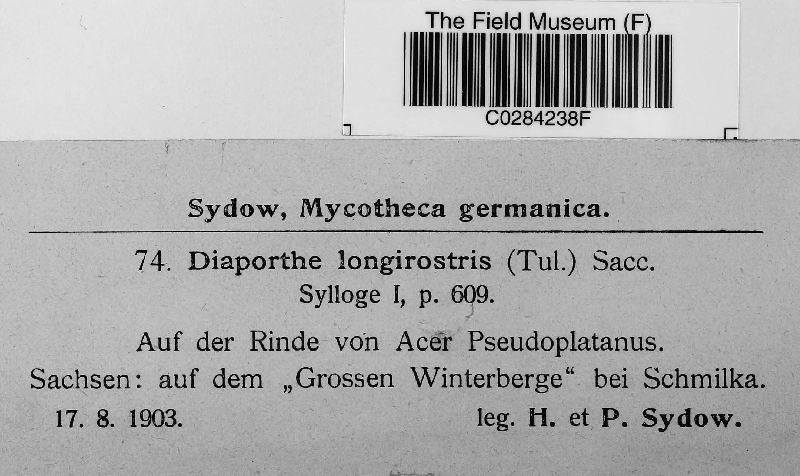 The Field Museum (F)
C0284238F
Sydow, Mycotheca germanica.
74. Diaporthe longirostris (Tul.) Sacc.
Sylloge I, p. 609.
Auf der Rinde von Acer Pseudoplatanus.
Sachsen: auf dem „Grossen Winterberge“ bei Schmilka.
17. 8. 1903. leg. H. et P. Sydow.